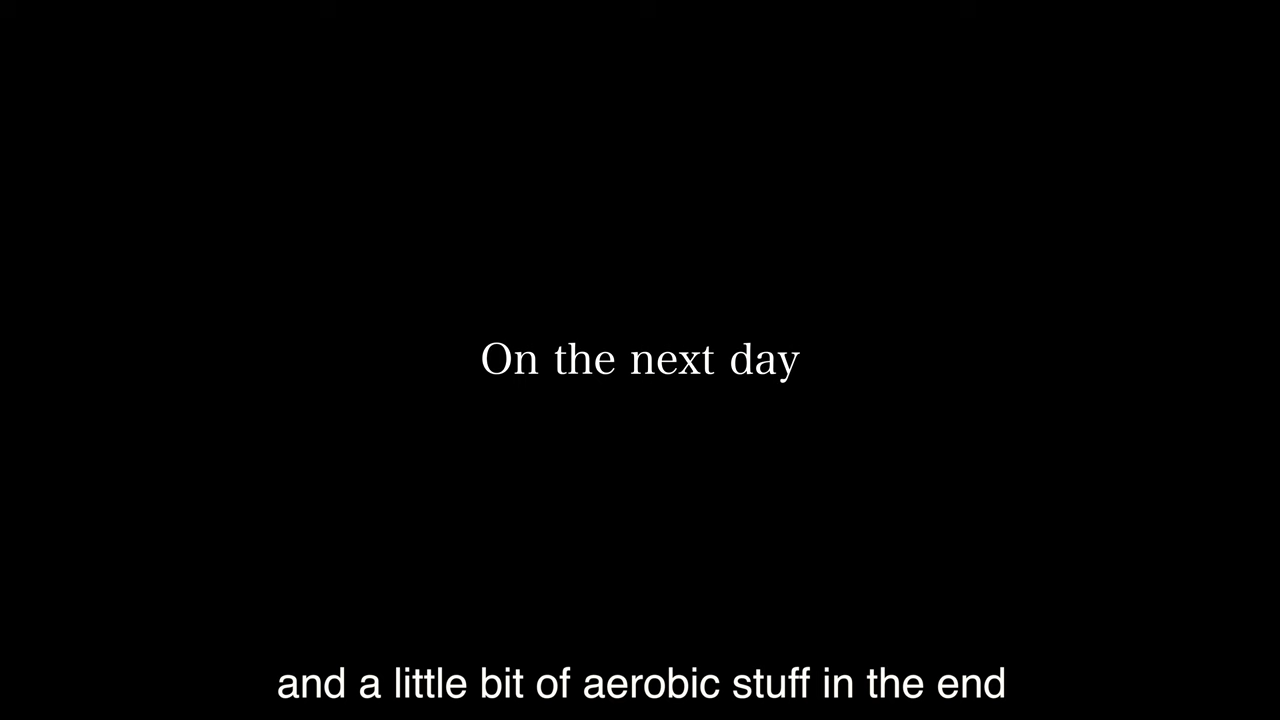 On the next day
and a little bit of aerobic stuff in the end